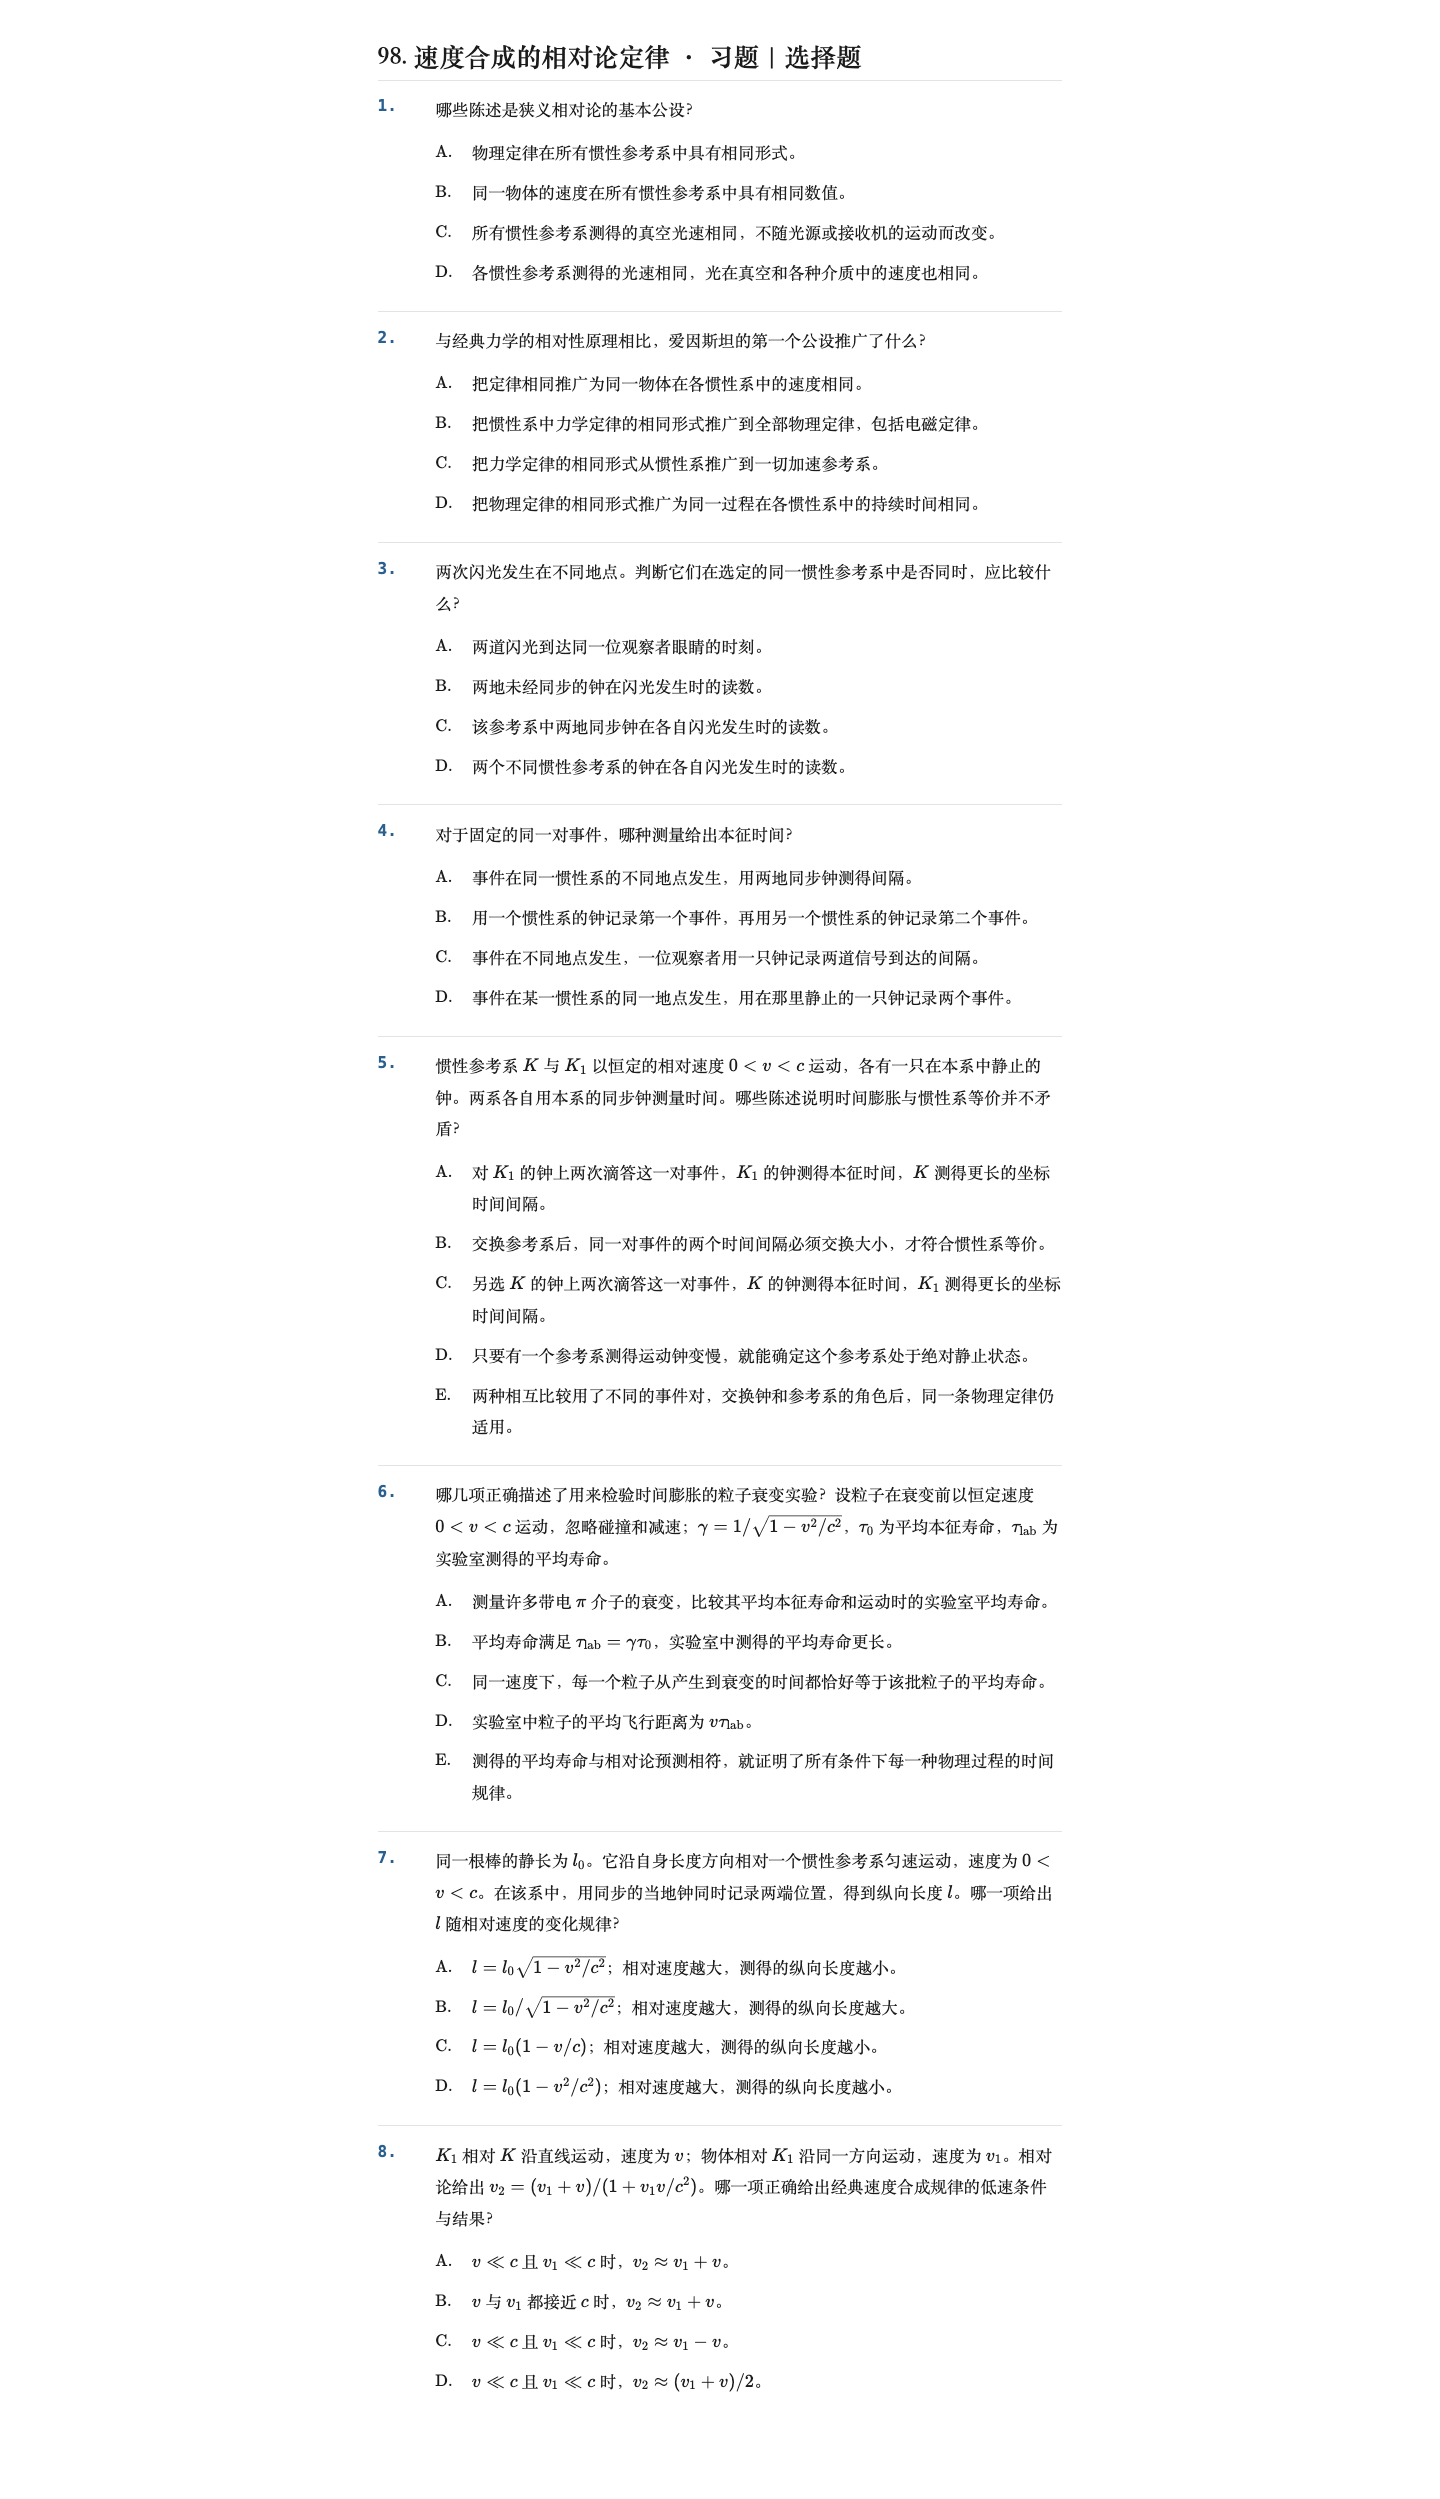 98. 速度合成的相对论定律 · 习题 | 选择题
1.
哪些陈述是狭义相对论的基本公设?
A. 物理定律在所有惯性参考系中具有相同形式。
B. 同一物体的速度在所有惯性参考系中具有相同数值。
C. 所有惯性参考系测得的真空光速相同，不随光源或接收机的运动而改变。
D. 各惯性参考系测得的光速相同，光在真空和各种介质中的速度也相同。
2.
与经典力学的相对性原理相比，爱因斯坦的第一个公设推广了什么?
A. 把定律相同推广为同一物体在各惯性系中的速度相同。
B. 把惯性系中力学定律的相同形式推广到全部物理定律，包括电磁定律。
C. 把力学定律的相同形式从惯性系推广到一切加速参考系。
D. 把物理定律的相同形式推广为同一过程在各惯性系中的持续时间相同。
3.
两次闪光发生在不同地点。判断它们在选定的同一惯性参考系中是否同时，应比较什
么?
A. 两道闪光到达同一位观察者眼睛的时刻。
B. 两地未经同步的钟在闪光发生时的读数。
C. 该参考系中两地同步钟在各自闪光发生时的读数。
D. 两个不同惯性参考系的钟在各自闪光发生时的读数。
4.
对于固定的同一对事件，哪种测量给出本征时间?
A. 事件在同一惯性系的不同地点发生，用两地同步钟测得间隔。
B. 用一个惯性系的钟记录第一个事件，再用另一个惯性系的钟记录第二个事件。
C. 事件在不同地点发生，一位观察者用一只钟记录两道信号到达的间隔。
D. 事件在某一惯性系的同一地点发生，用在那里静止的一只钟记录两个事件。
5.
惯性参考系 K 与 K₁ 以恒定的相对速度 0 < v < c 运动，各有一只在本系中静止的
钟。两系各自用本系的同步钟测量时间。哪些陈述说明时间膨胀与惯性系等价并不矛
盾?
A. 对 K₁ 的钟上两次滴答这一对事件，K₁ 的钟测得本征时间，K 测得更长的坐标
时间间隔。
B. 交换参考系后，同一对事件的两个时间间隔必须交换大小，才符合惯性系等价。
C. 另选 K 的钟上两次滴答这一对事件，K 的钟测得本征时间，K₁ 测得更长的坐标
时间间隔。
D. 只要有一个参考系测得运动钟变慢，就能确定这个参考系处于绝对静止状态。
E. 两种相互比较用了不同的事件对，交换钟和参考系的角色后，同一条物理定律仍
适用。
6.
哪几项正确描述了用来检验时间膨胀的粒子衰变实验? 设粒子在衰变前以恒定速度
0 < v < c 运动，忽略碰撞和减速；γ = 1/√(1 − v²/c²)，τ₀ 为平均本征寿命，τ_lab 为
实验室测得的平均寿命。
A. 测量许多带电 π 介子的衰变，比较其平均本征寿命和运动时的实验室平均寿命。
B. 平均寿命满足 τ_lab = γτ₀，实验室中测得的平均寿命更长。
C. 同一速度下，每一个粒子从产生到衰变的时间都恰好等于该批粒子的平均寿命。
D. 实验室中粒子的平均飞行距离为 vτ_lab。
E. 测得的平均寿命与相对论预测相符，就证明了所有条件下每一种物理过程的时间
规律。
7.
同一根棒的静长为 l₀。它沿自身长度方向相对一个惯性参考系匀速运动，速度为 0 <
v < c。在该系中，用同步的当地钟同时记录两端位置，得到纵向长度 l。哪一项给出
l 随相对速度的变化规律?
A. l = l₀√(1 − v²/c²)；相对速度越大，测得的纵向长度越小。
B. l = l₀/√(1 − v²/c²)；相对速度越大，测得的纵向长度越大。
C. l = l₀(1 − v/c)；相对速度越大，测得的纵向长度越小。
D. l = l₀(1 − v²/c²)；相对速度越大，测得的纵向长度越小。
8.
K₁ 相对 K 沿直线运动，速度为 v；物体相对 K₁ 沿同一方向运动，速度为 v₁。相对
论给出 v₂ = (v₁ + v)/(1 + v₁v/c²)。哪一项正确给出经典速度合成规律的低速条件
与结果?
A. v ≪ c 且 v₁ ≪ c 时，v₂ ≈ v₁ + v。
B. v 与 v₁ 都接近 c 时，v₂ ≈ v₁ + v。
C. v ≪ c 且 v₁ ≪ c 时，v₂ ≈ v₁ − v。
D. v ≪ c 且 v₁ ≪ c 时，v₂ ≈ (v₁ + v)/2。